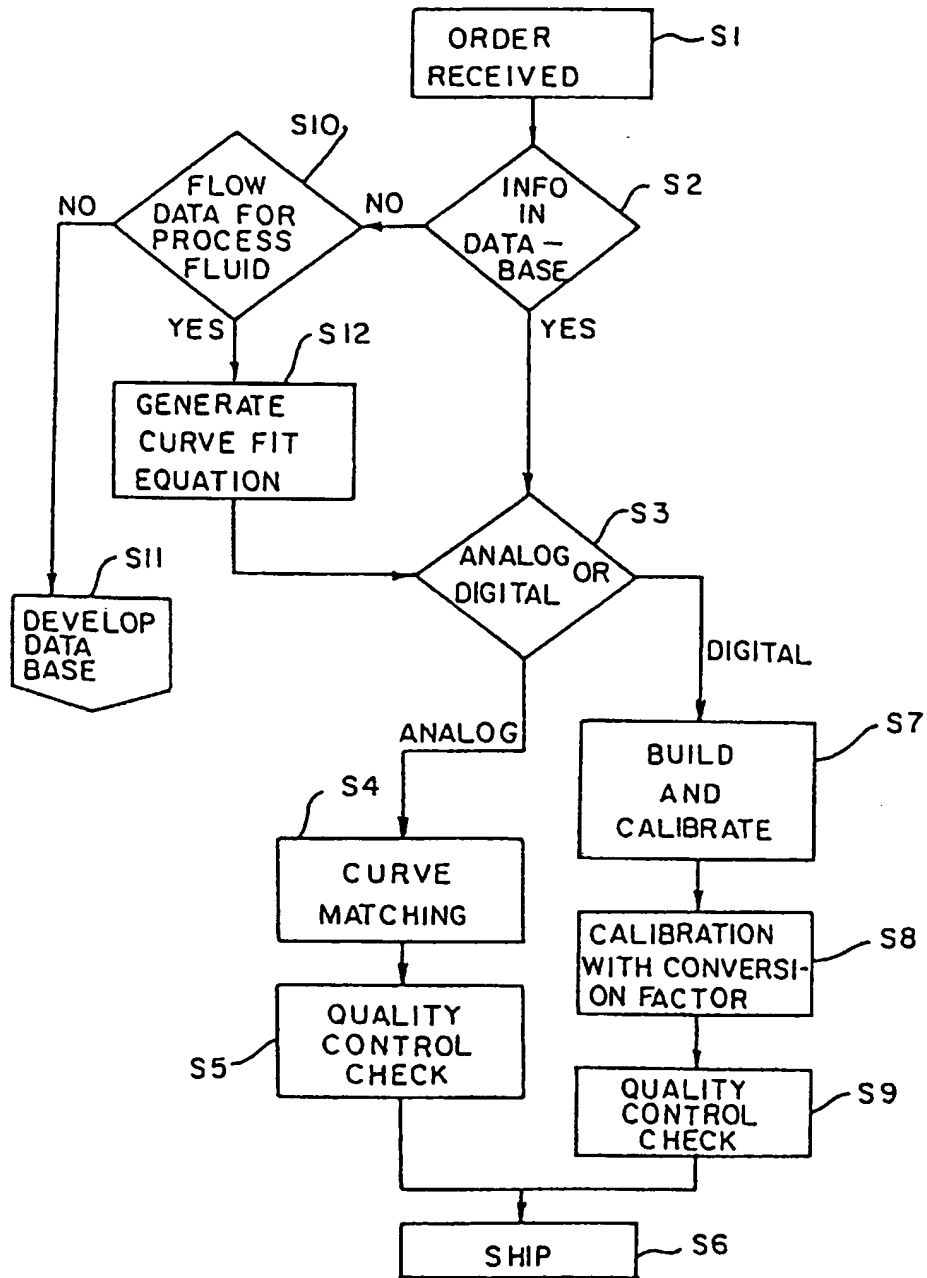 ORDER
RECEIVED
S1
S10
FLOW
DATA FOR
PROCESS
FLUID
NO
NO
INFO
IN
DATA-
BASE
S2
YES
YES
S12
GENERATE
CURVE FIT
EQUATION
S11
DEVELOP
DATA
BASE
S3
ANALOG
OR
DIGITAL
DIGITAL
ANALOG
S4
CURVE
MATCHING
S7
BUILD
AND
CALIBRATE
CALIBRATION
WITH CONVERSI-
ON FACTOR
S8
S5
QUALITY
CONTROL
CHECK
QUALITY
CONTROL
CHECK
S9
SHIP
S6